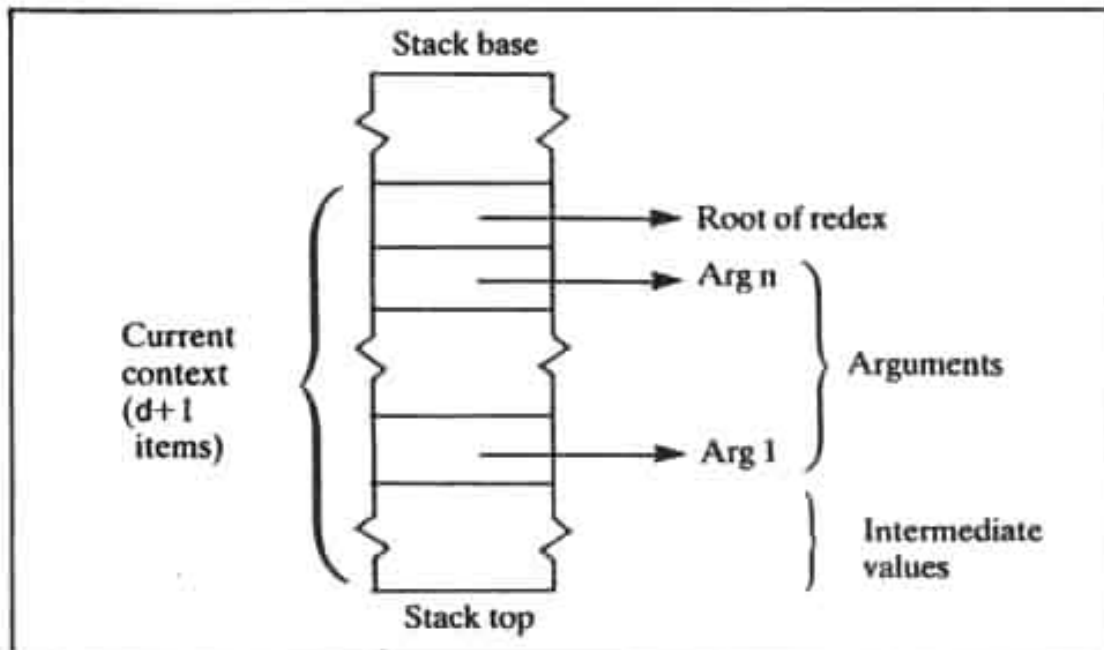 Stack base
Root of redex
Arg n
Current
context
(d+1
items)
Arguments
Arg 1
Intermediate
values
Stack top